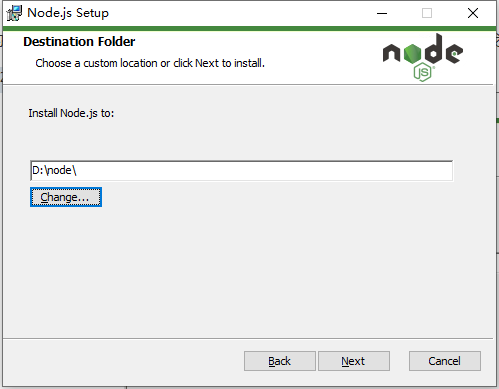 Node.js Setup
Destination Folder
Choose a custom location or click Next to install.
node
JS
Install Node.js to:
D:\node\
Change...
Back Next Cancel